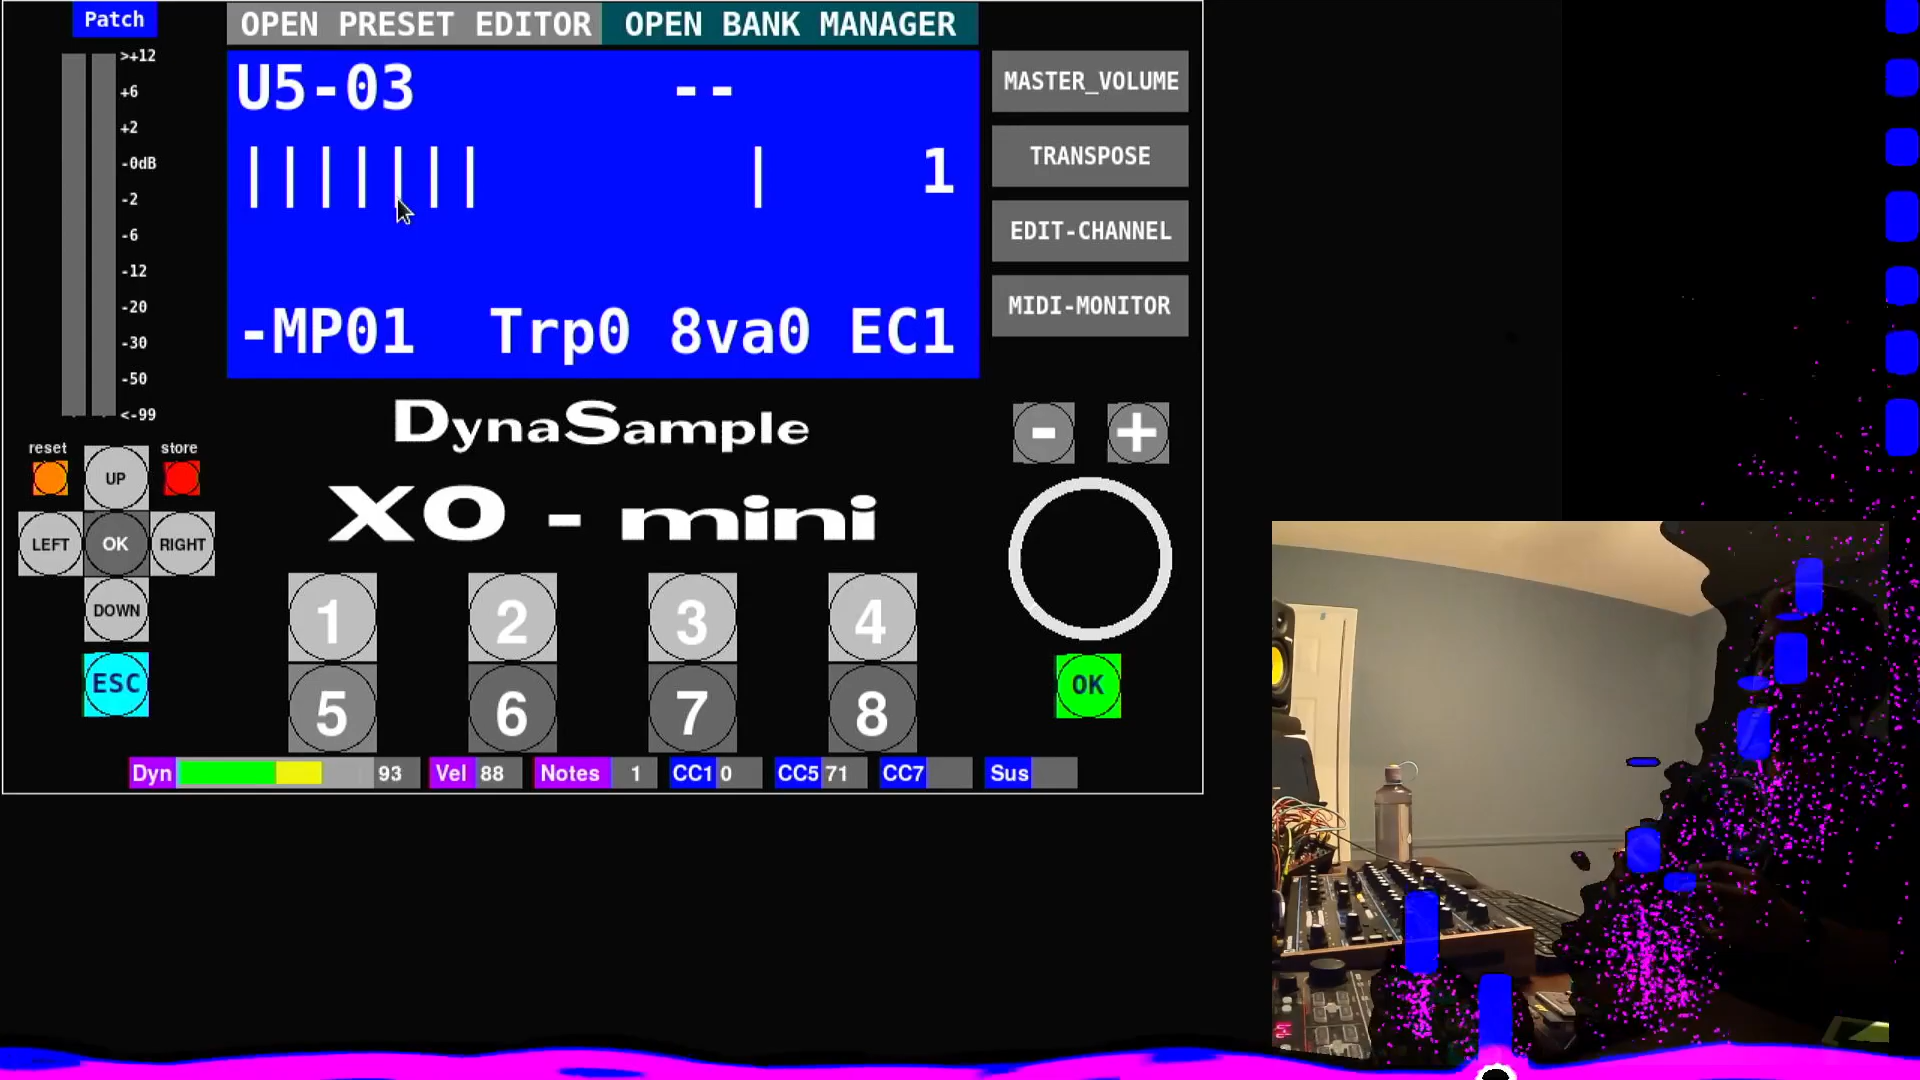 Patch
OPEN PRESET EDITOR
OPEN BANK MANAGER
>+12
+6
+2
-0dB
-2
-6
-12
-20
-30
-50
<-99
U5-03 --
||||||| | 1
-MP01 Trp0 8va0 EC1
MASTER_VOLUME
TRANSPOSE
EDIT-CHANNEL
MIDI-MONITOR
DynaSample
XO - mini
- +
reset
store
UP
LEFT
OK
RIGHT
DOWN
ESC
1 2 3 4
5 6 7 8
OK
Dyn 93 Vel 88 Notes 1 CC1 0 CC5 71 CC7 Sus